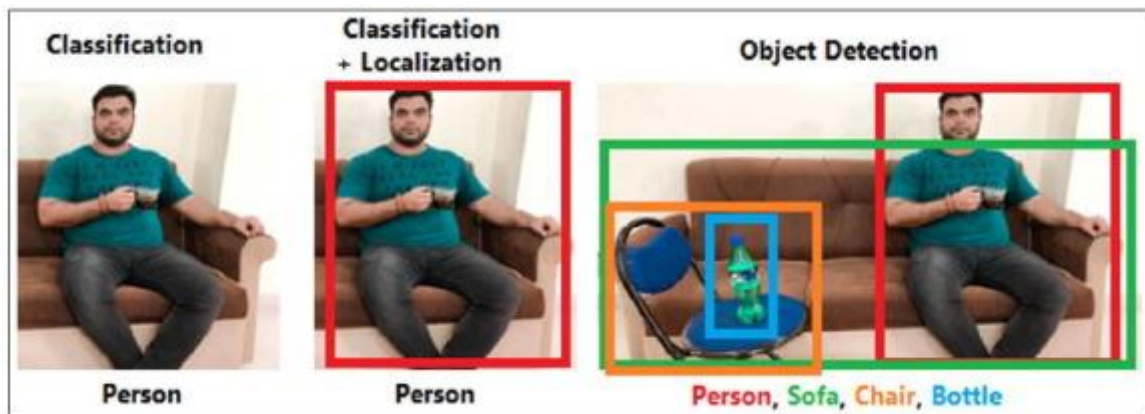 Classification
Classification
+ Localization
Object Detection
Person
Person
Person, Sofa, Chair, Bottle